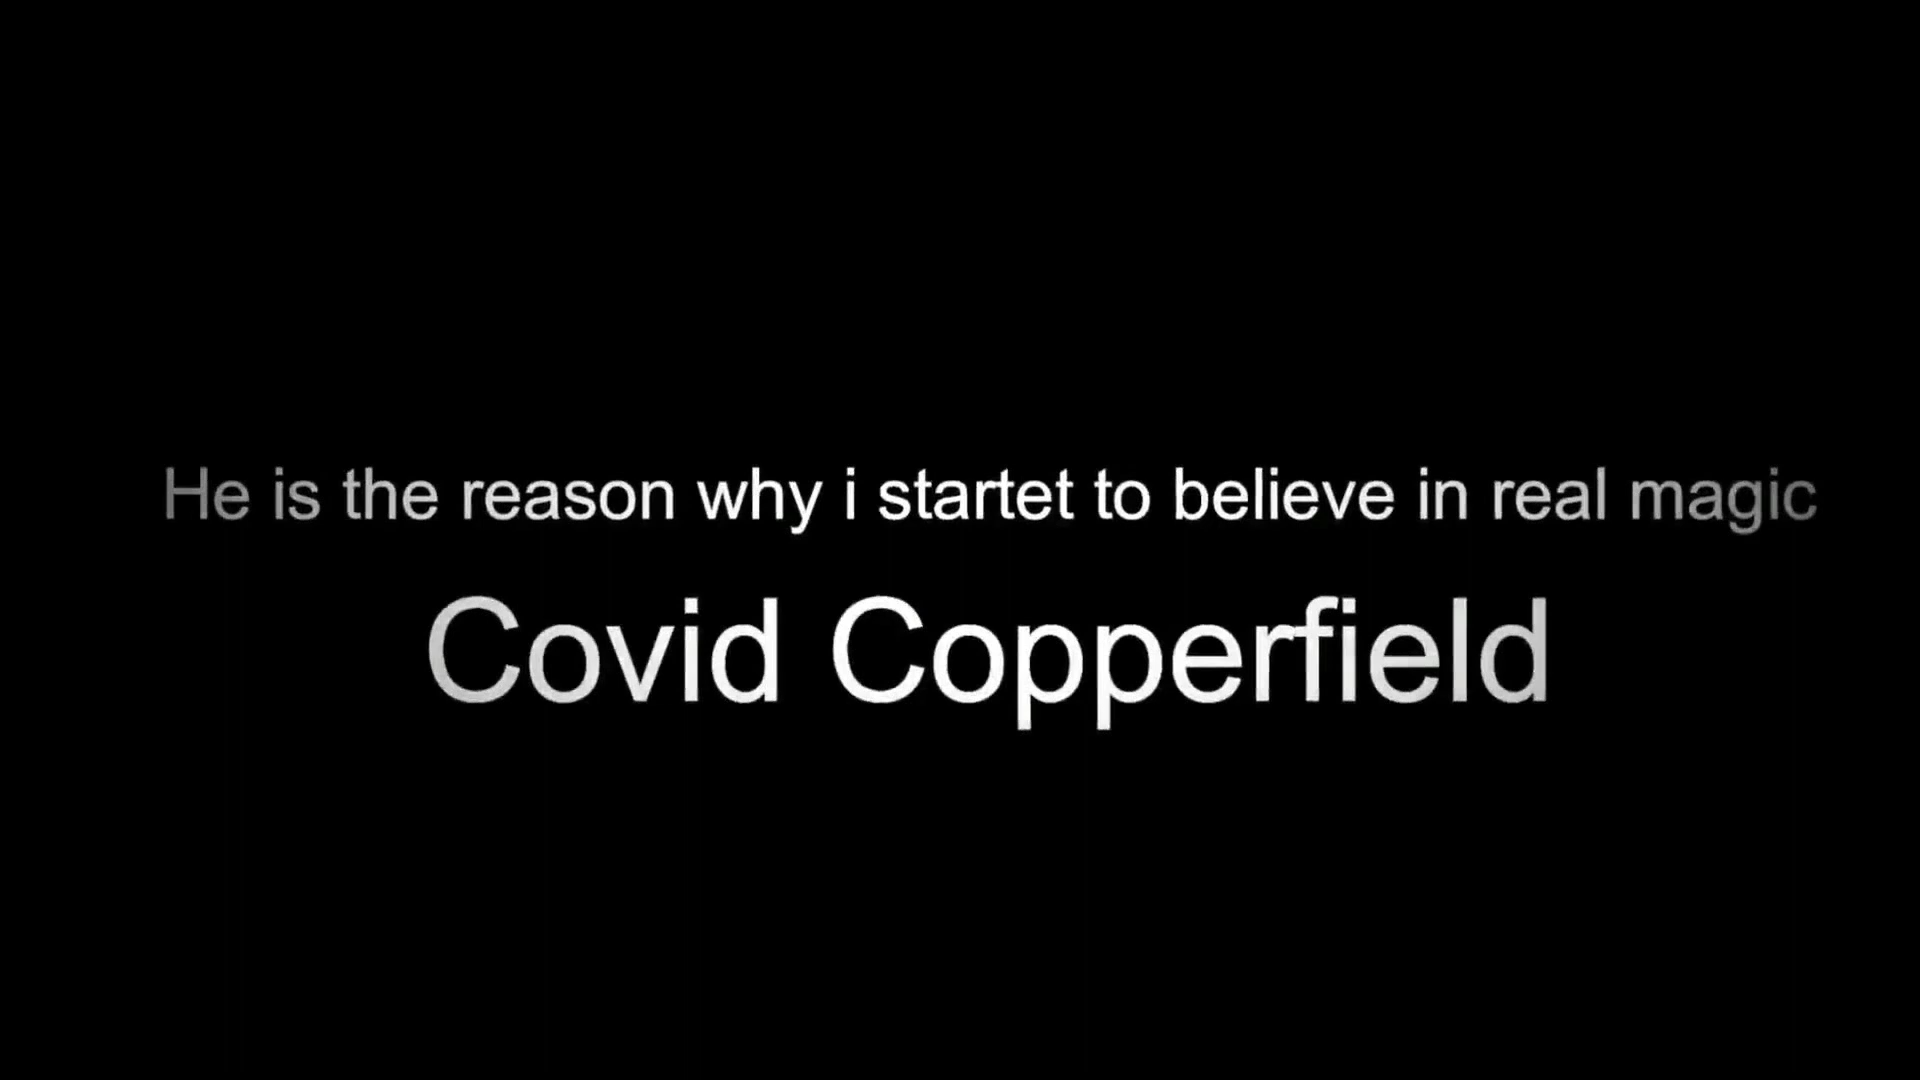 He is the reason why i startet to believe in real magic
Covid Copperfield